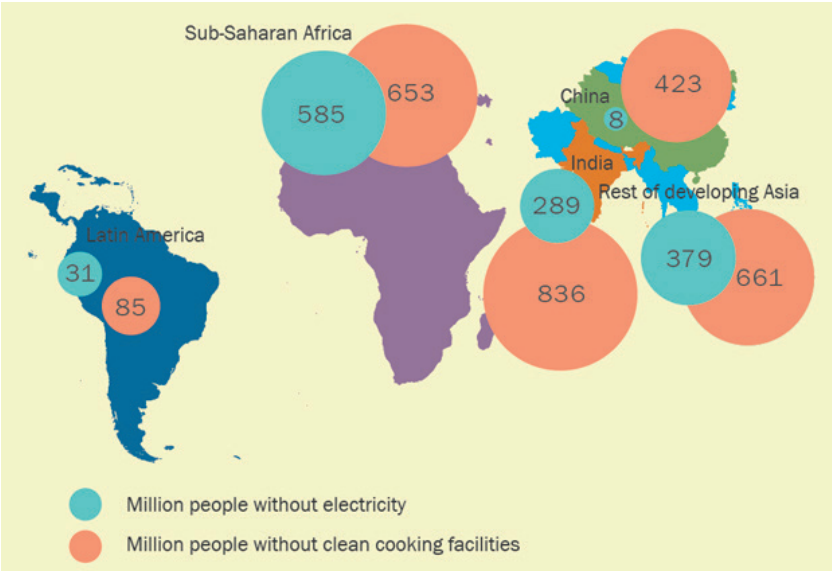 Sub-Saharan Africa
585
653
China
8
423
India
289
836
Rest of developing Asia
379
661
Latin America
31
85
Million people without electricity
Million people without clean cooking facilities